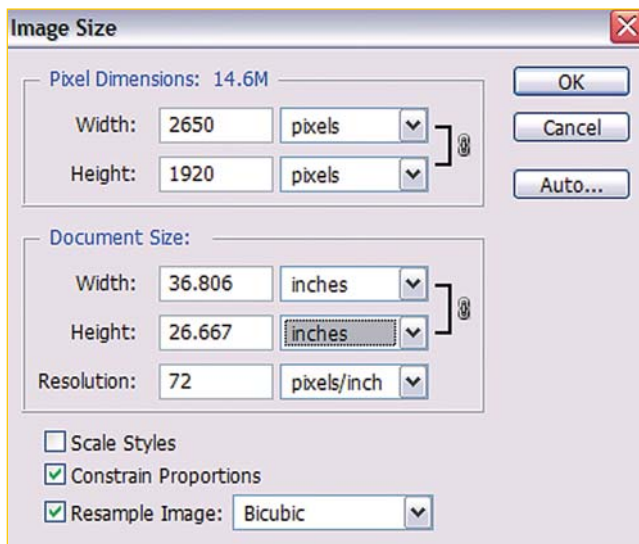 Image Size
Pixel Dimensions: 14.6M
OK
Width: 2650 pixels
Cancel
Height: 1920 pixels
Auto...
Document Size:
Width: 36.806 inches
Height: 26.667 inches
Resolution: 72 pixels/inch
Scale Styles
Constrain Proportions
Resample Image: Bicubic